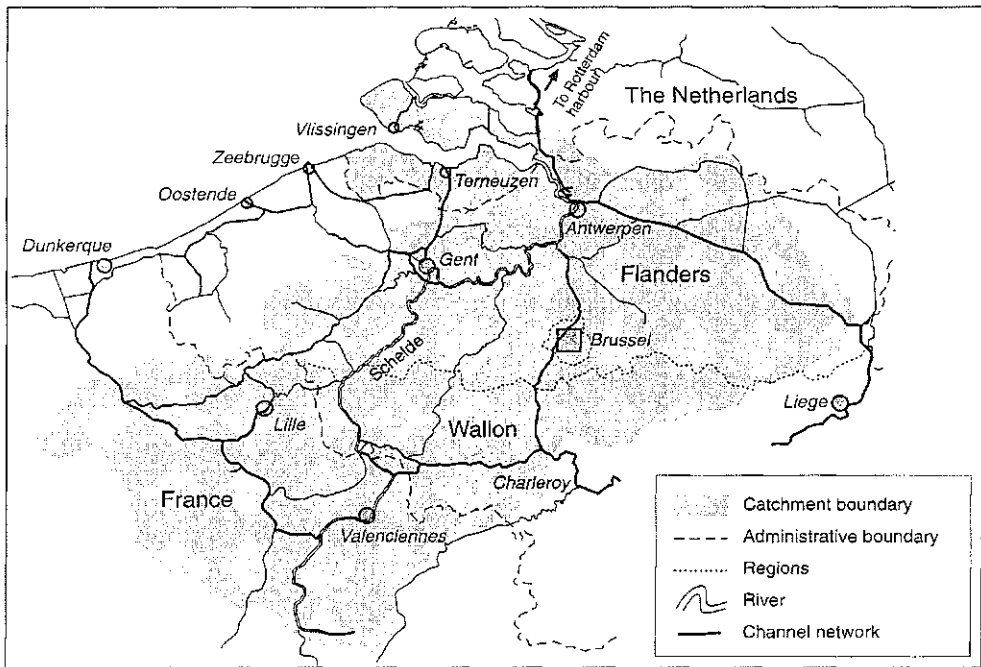 To Rotterdam
harbour
The Netherlands
Vlissingen
Zeebrugge
Terneuzen
Oostende
Antwerpen
Dunkerque
Gent
Flanders
Schelde
Brussel
Liege
Lille
Wallon
Charleroy
France
Valenciennes
Catchment boundary
Administrative boundary
Regions
River
Channel network